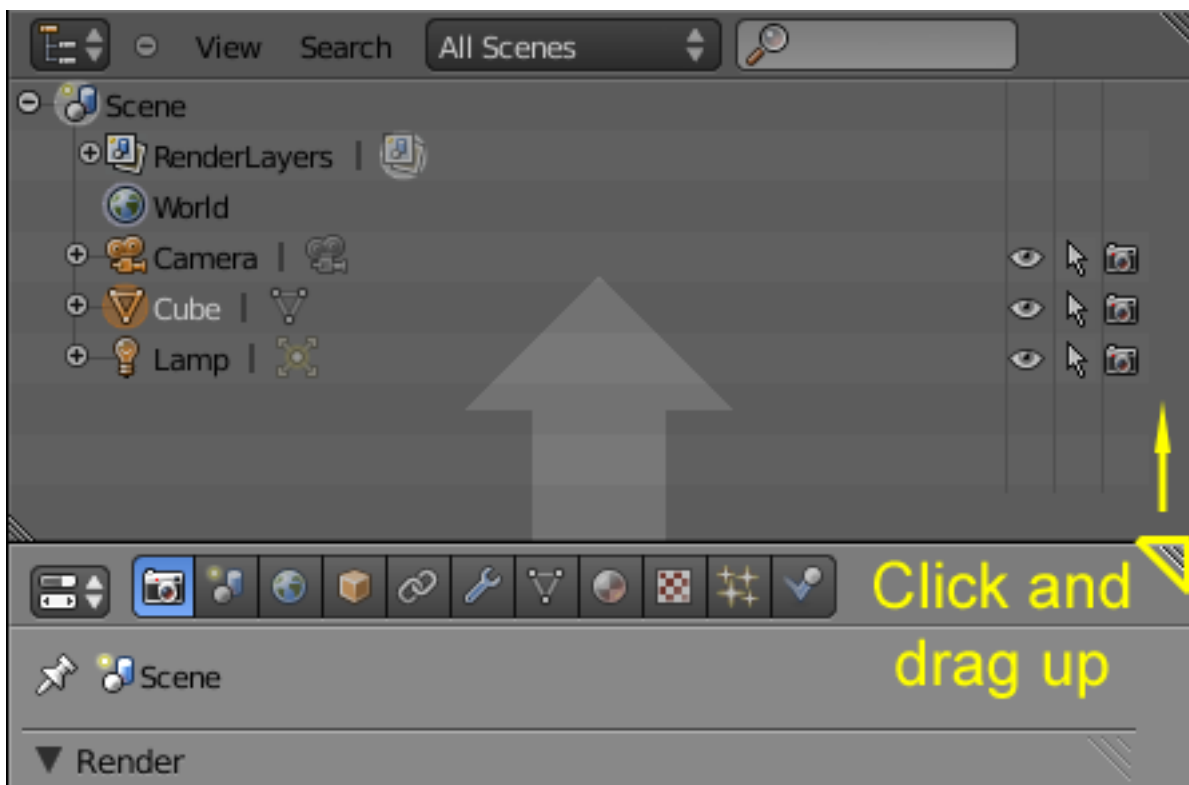 View Search All Scenes
Scene
RenderLayers |
World
Camera |
Cube |
Lamp |
Click and
drag up
Scene
Render